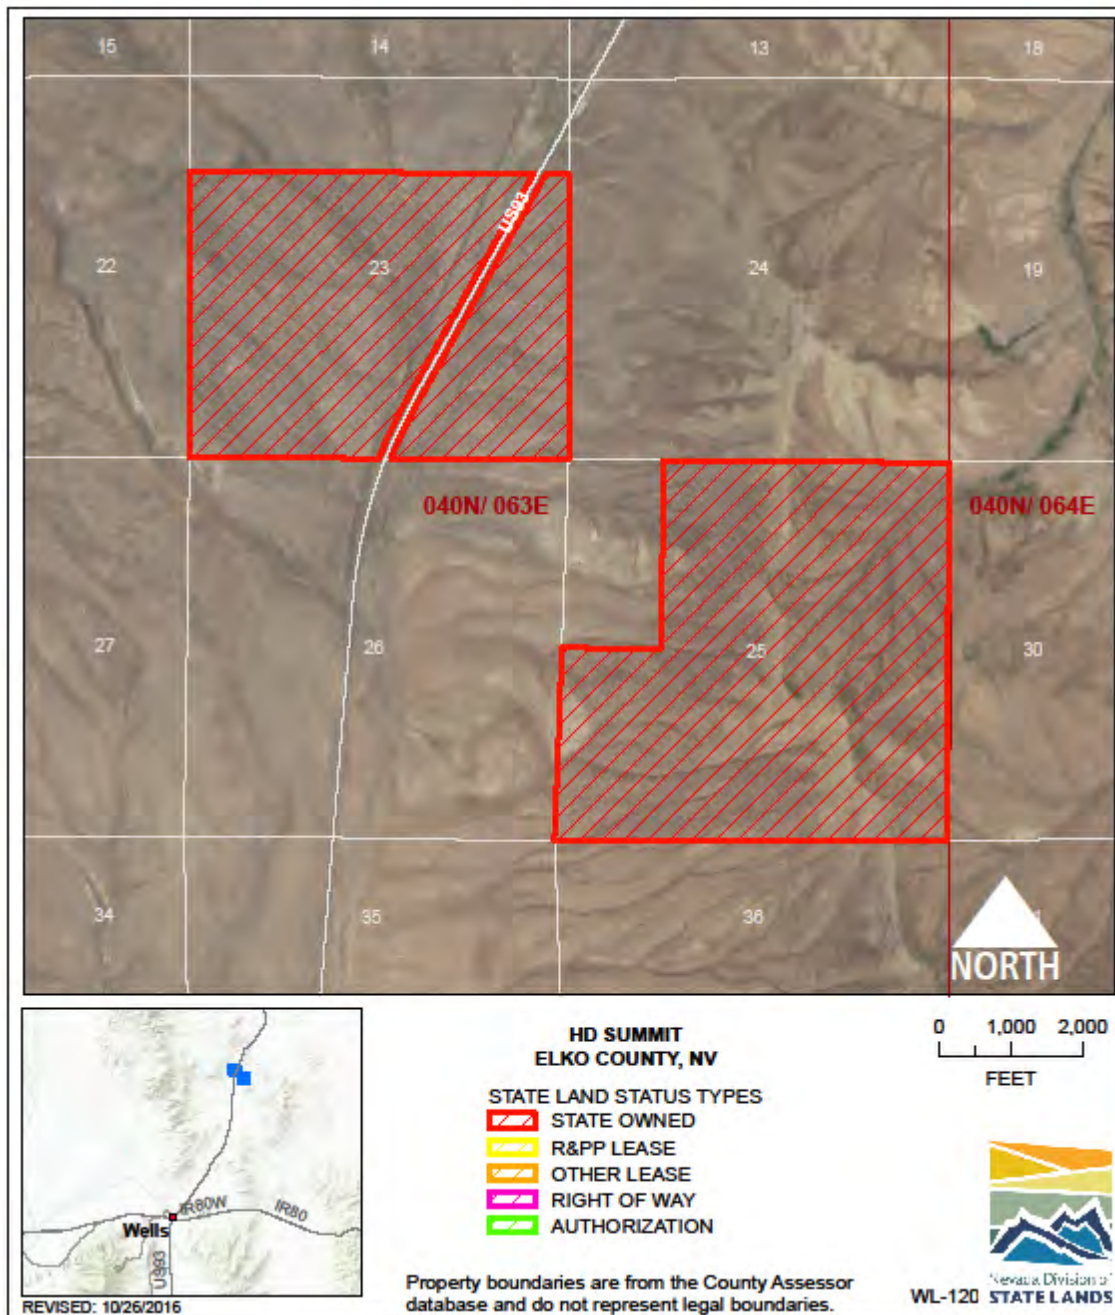 15 14 13 18
US93
22 23 24 19
040N/ 063E 040N/ 064E
27 26 25 30
34 35 36
NORTH
HD SUMMIT
ELKO COUNTY, NV
STATE LAND STATUS TYPES
STATE OWNED
R&PP LEASE
OTHER LEASE
RIGHT OF WAY
AUTHORIZATION
0 1,000 2,000
FEET
IR80W
IR80
Wells
US93
REVISED: 10/26/2016
Property boundaries are from the County Assessor
database and do not represent legal boundaries.
WL-120
Nevada Division of
STATE LANDS